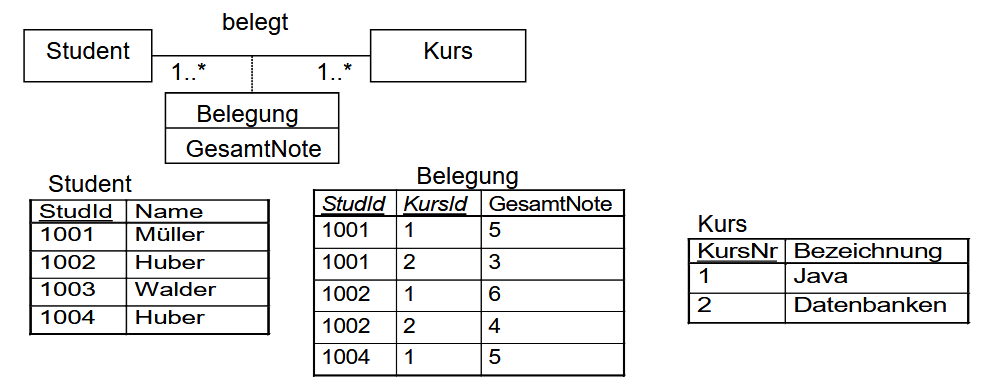 belegt
Student
Kurs
1..*
1..*
Belegung
GesamtNote
Student
StudId Name
1001 Müller
1002 Huber
1003 Walder
1004 Huber
Belegung
StudId KursId GesamtNote
1001 1 5
1001 2 3
1002 1 6
1002 2 4
1004 1 5
Kurs
KursNr Bezeichnung
1 Java
2 Datenbanken